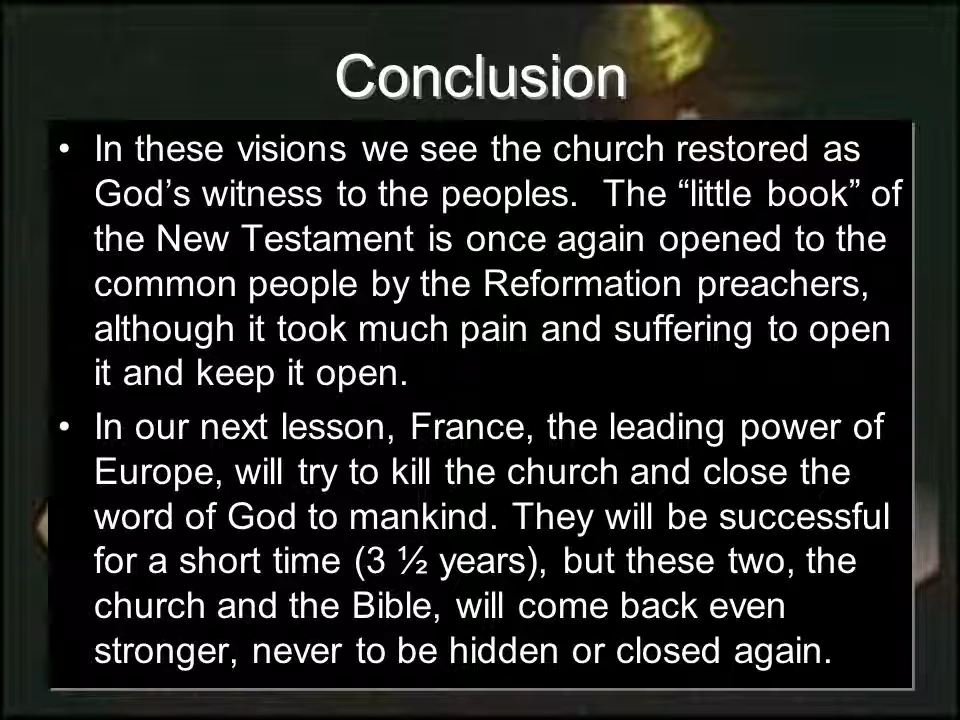 Conclusion
• In these visions we see the church restored as
God’s witness to the peoples.  The “little book” of
the New Testament is once again opened to the
common people by the Reformation preachers,
although it took much pain and suffering to open
it and keep it open.
• In our next lesson, France, the leading power of
Europe, will try to kill the church and close the
word of God to mankind. They will be successful
for a short time (3 ½ years), but these two, the
church and the Bible, will come back even
stronger, never to be hidden or closed again.